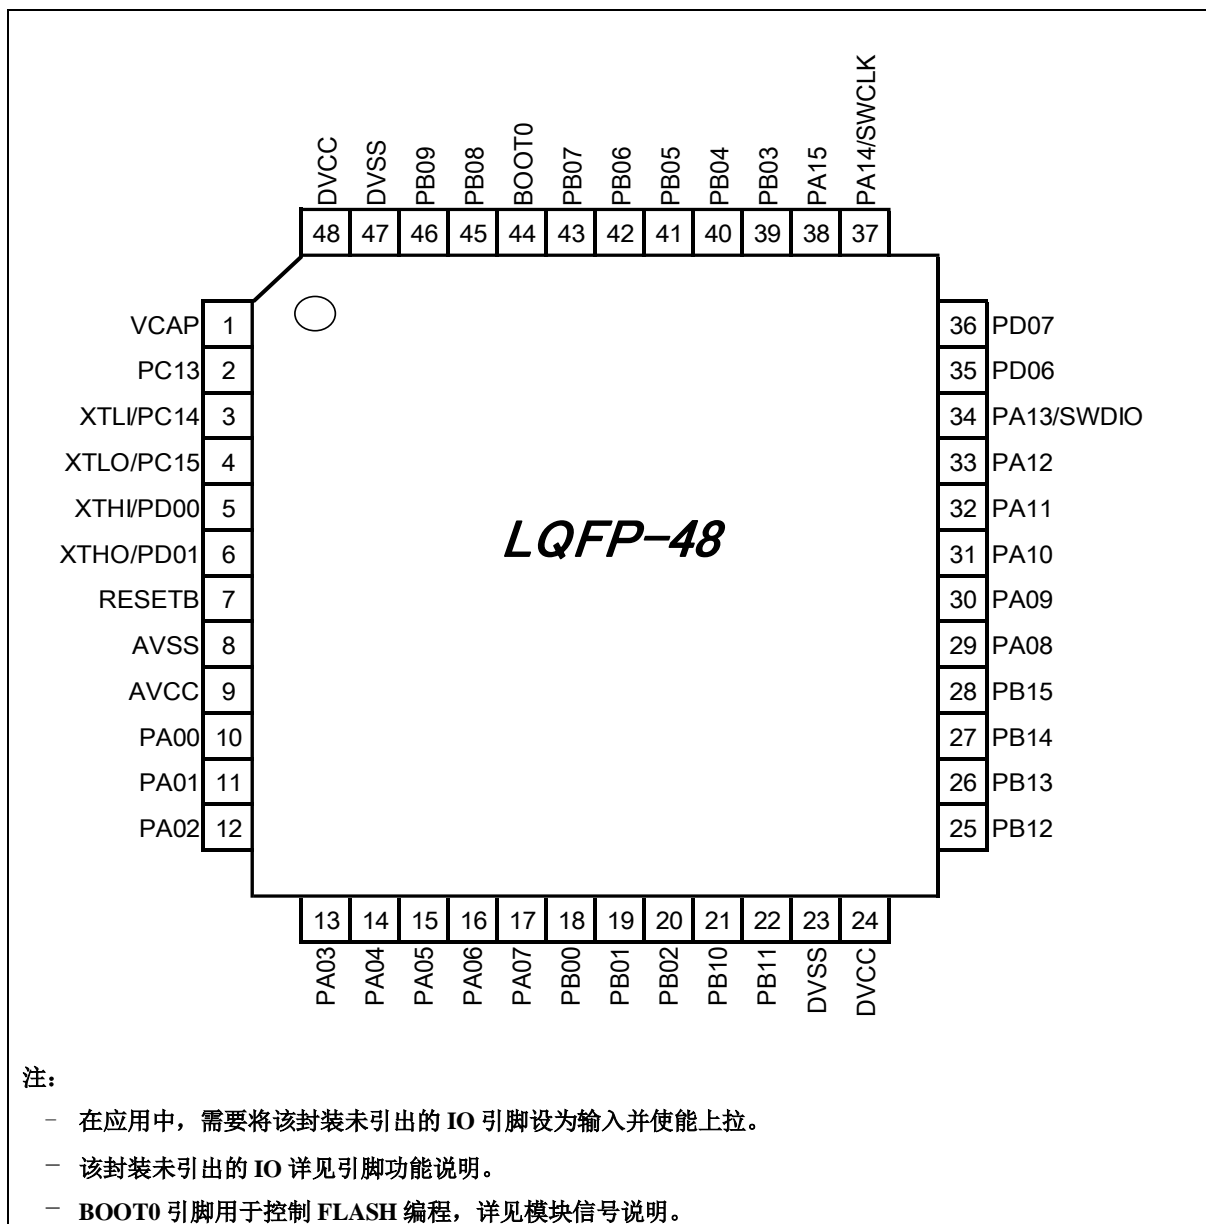 DVCC DVSS PB09 PB08 BOOT0 PB07 PB06 PB05 PB04 PB03 PA15 PA14/SWCLK
48 47 46 45 44 43 42 41 40 39 38 37
VCAP 1 36 PD07
PC13 2 35 PD06
XTLI/PC14 3 34 PA13/SWDIO
XTLO/PC15 4 33 PA12
XTHI/PD00 5 32 PA11
XTHO/PD01 6 LQFP-48 31 PA10
RESETB 7 30 PA09
AVSS 8 29 PA08
AVCC 9 28 PB15
PA00 10 27 PB14
PA01 11 26 PB13
PA02 12 25 PB12
13 14 15 16 17 18 19 20 21 22 23 24
PA03 PA04 PA05 PA06 PA07 PB00 PB01 PB02 PB10 PB11 DVSS DVCC
注：
- 在应用中，需要将该封装未引出的 IO 引脚设为输入并使能上拉。
- 该封装未引出的 IO 详见引脚功能说明。
- BOOT0 引脚用于控制 FLASH 编程，详见模块信号说明。